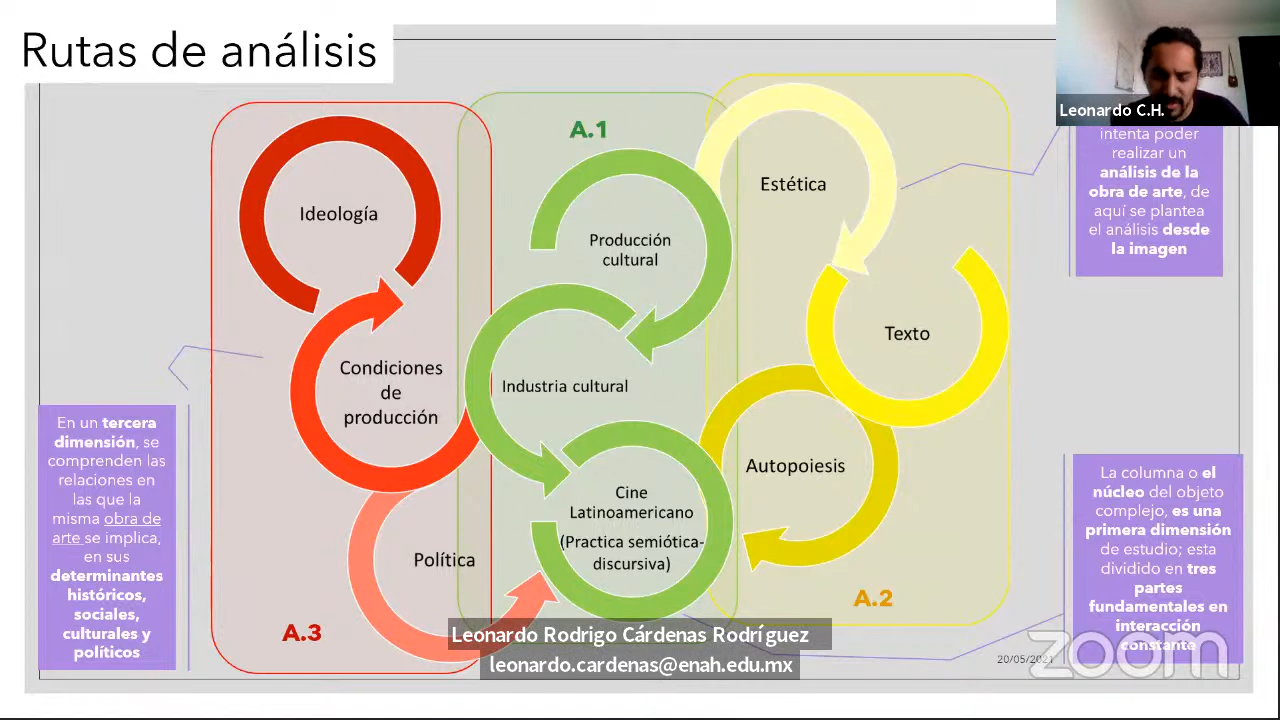 Rutas de análisis
Leonardo C.H.
A.1
Ideología
Producción
cultural
Estética
Texto
Condiciones
de
producción
Industria cultural
Autopoiesis
Cine
Latinoamericano
(Practica semiótica-
discursiva)
Política
A.3
A.2
intenta poder
realizar un
análisis de la
obra de arte, de
aquí se plantea
el análisis desde
la imagen
En un tercera
dimensión, se
comprenden las
relaciones en
las que la
misma obra de
arte se implica,
en sus
determinantes
históricos,
sociales,
culturales y
políticos
La columna o el
núcleo del objeto
complejo, es una
primera dimensión
de estudio; esta
dividido en tres
partes
fundamentales en
interacción
constante
Leonardo Rodrigo Cárdenas Rodríguez
leonardo.cardenas@enah.edu.mx
20/05/2021
zoom